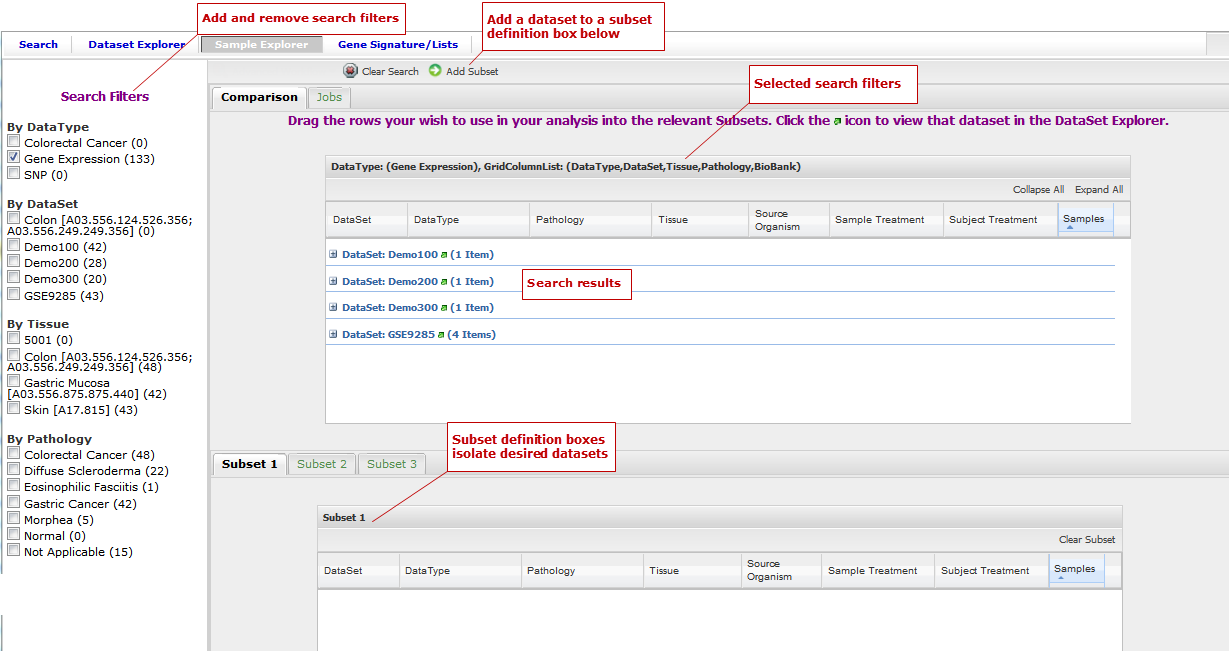 Add and remove search filters
Add a dataset to a subset
definition box below
Search
Dataset Explorer
Sample Explorer
Gene Signature/Lists
Clear Search
Add Subset
Search Filters
By DataType
Colorectal Cancer (0)
Gene Expression (133)
SNP (0)
By DataSet
Colon [A03.556.124.526.356;
A03.556.249.249.356] (0)
Demo100 (42)
Demo200 (28)
Demo300 (20)
GSE9285 (43)
By Tissue
5001 (0)
Colon [A03.556.124.526.356;
A03.556.249.249.356] (48)
Gastric Mucosa
[A03.556.875.875.440] (42)
Skin [A17.815] (43)
By Pathology
Colorectal Cancer (48)
Diffuse Scleroderma (22)
Eosinophilic Fasciitis (1)
Gastric Cancer (42)
Morphea (5)
Normal (0)
Not Applicable (15)
Comparison
Jobs
Selected search filters
Drag the rows your wish to use in your analysis into the relevant Subsets. Click the icon to view that dataset in the DataSet Explorer.
DataType: (Gene Expression), GridColumnList: (DataType,DataSet,Tissue,Pathology,BioBank)
Collapse All
Expand All
DataSet
DataType
Pathology
Tissue
Source
Organism
Sample Treatment
Subject Treatment
Samples
DataSet: Demo100 (1 Item)
DataSet: Demo200 (1 Item)
Search results
DataSet: Demo300 (1 Item)
DataSet: GSE9285 (4 Items)
Subset definition boxes
isolate desired datasets
Subset 1
Subset 2
Subset 3
Subset 1
Clear Subset
DataSet
DataType
Pathology
Tissue
Source
Organism
Sample Treatment
Subject Treatment
Samples